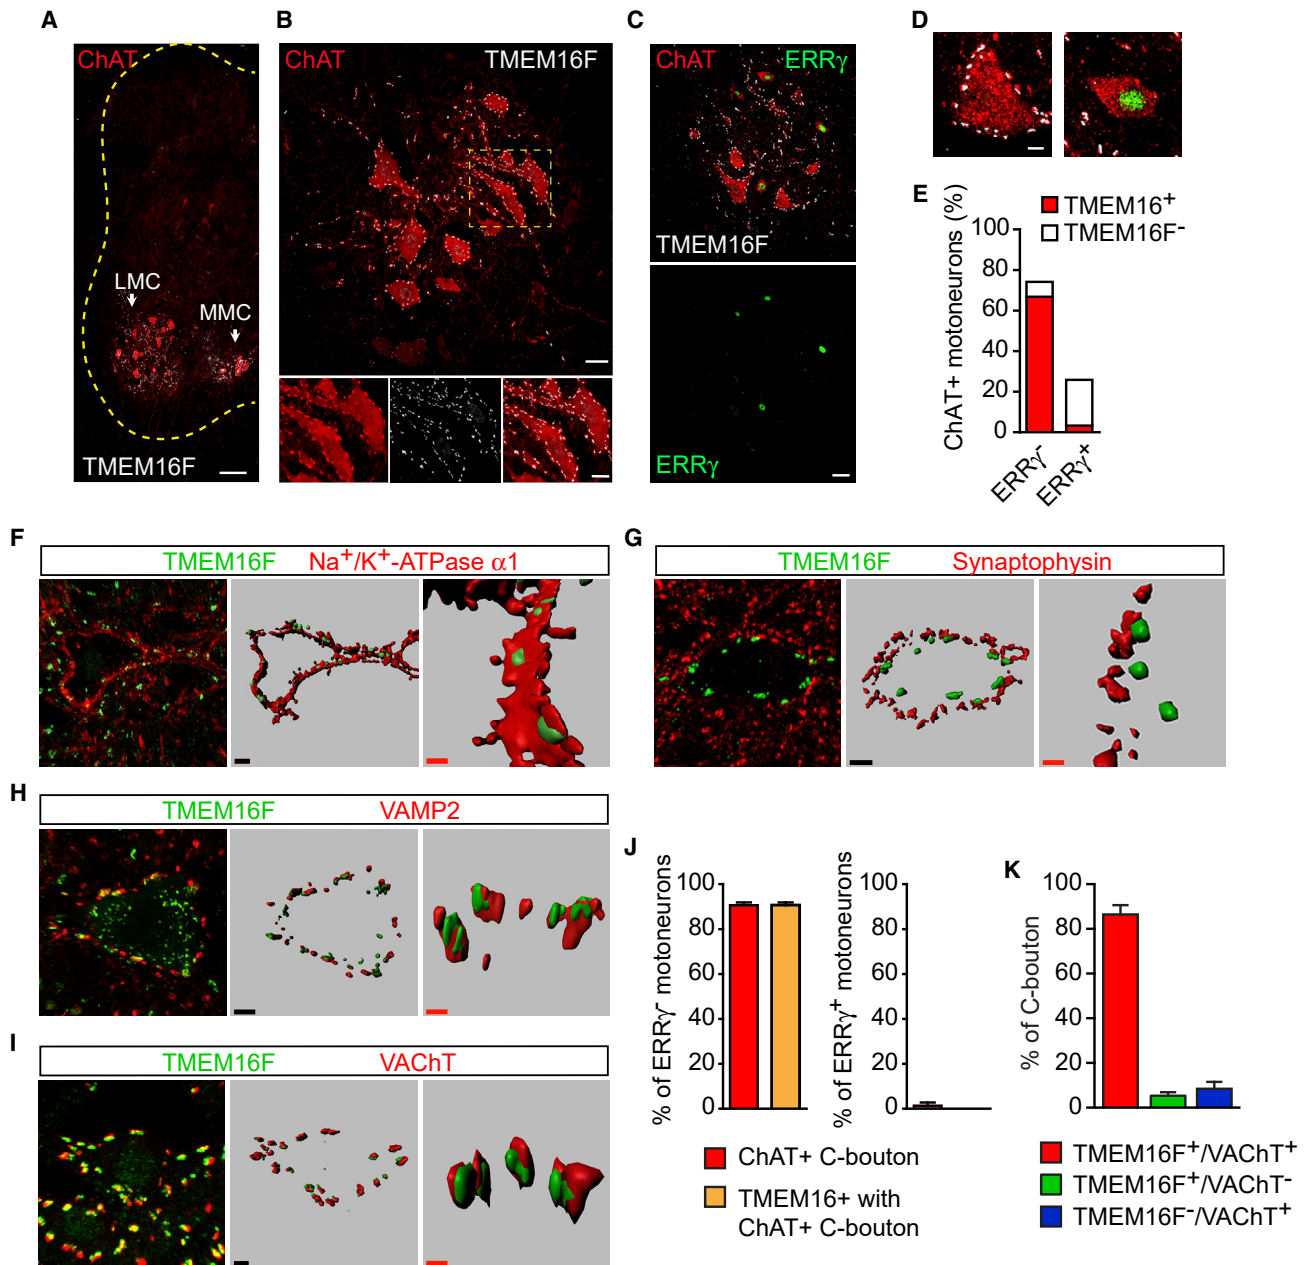 A
ChAT
LMC
MMC
TMEM16F
B
ChAT
TMEM16F
C
ChAT
ERRγ
TMEM16F
ERRγ
D
E
TMEM16+
TMEM16F-
ChAT+ motoneurons (%)
100
80
60
40
20
0
ERRγ-
ERRγ+
F
TMEM16F Na+/K+-ATPase α1
G
TMEM16F Synaptophysin
H
TMEM16F VAMP2
I
TMEM16F VAChT
J
% of ERRγ- motoneurons
100
80
60
40
20
0
% of ERRγ+ motoneurons
100
80
60
40
20
0
ChAT+ C-bouton
TMEM16+ with
ChAT+ C-bouton
K
% of C-bouton
100
80
60
40
20
0
TMEM16F+/VAChT+
TMEM16F+/VAChT-
TMEM16F-/VAChT+